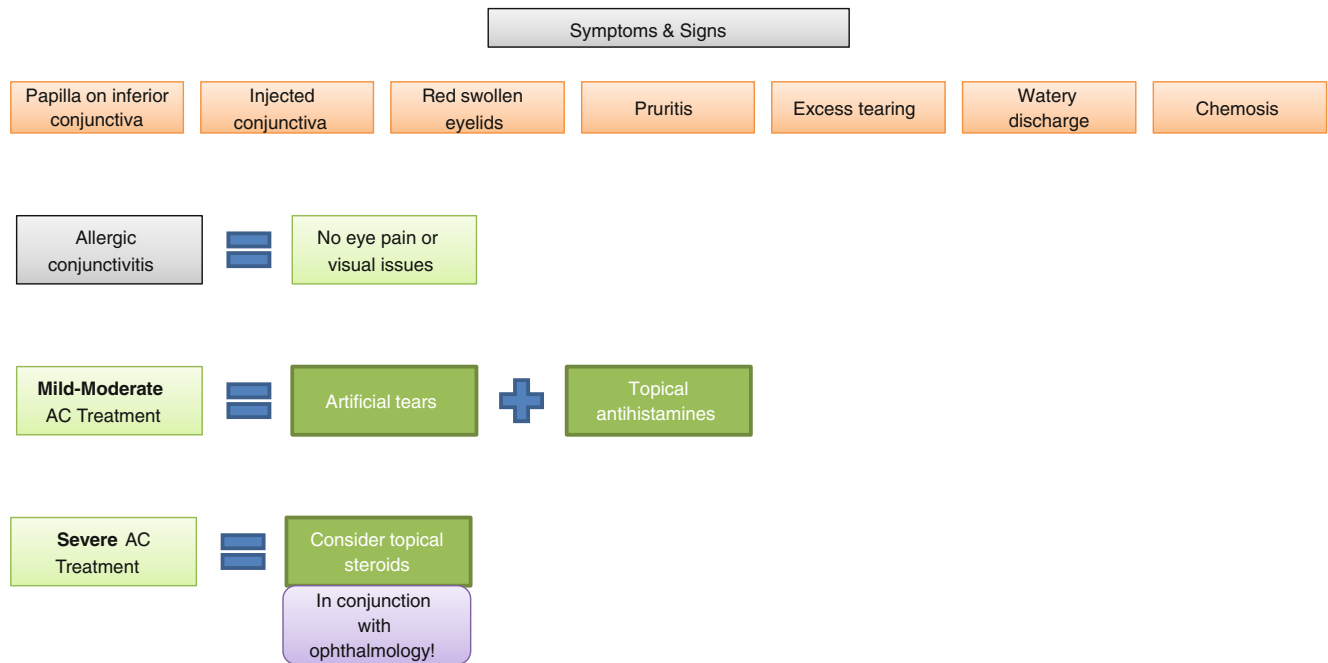 Symptoms & Signs
Papilla on inferior
conjunctiva
Injected
conjunctiva
Red swollen
eyelids
Pruritis
Excess tearing
Watery
discharge
Chemosis
Allergic
conjunctivitis
No eye pain or
visual issues
Mild-Moderate
AC Treatment
Artificial tears
Topical
antihistamines
Severe AC
Treatment
Consider topical
steroids
In conjunction
with
ophthalmology!